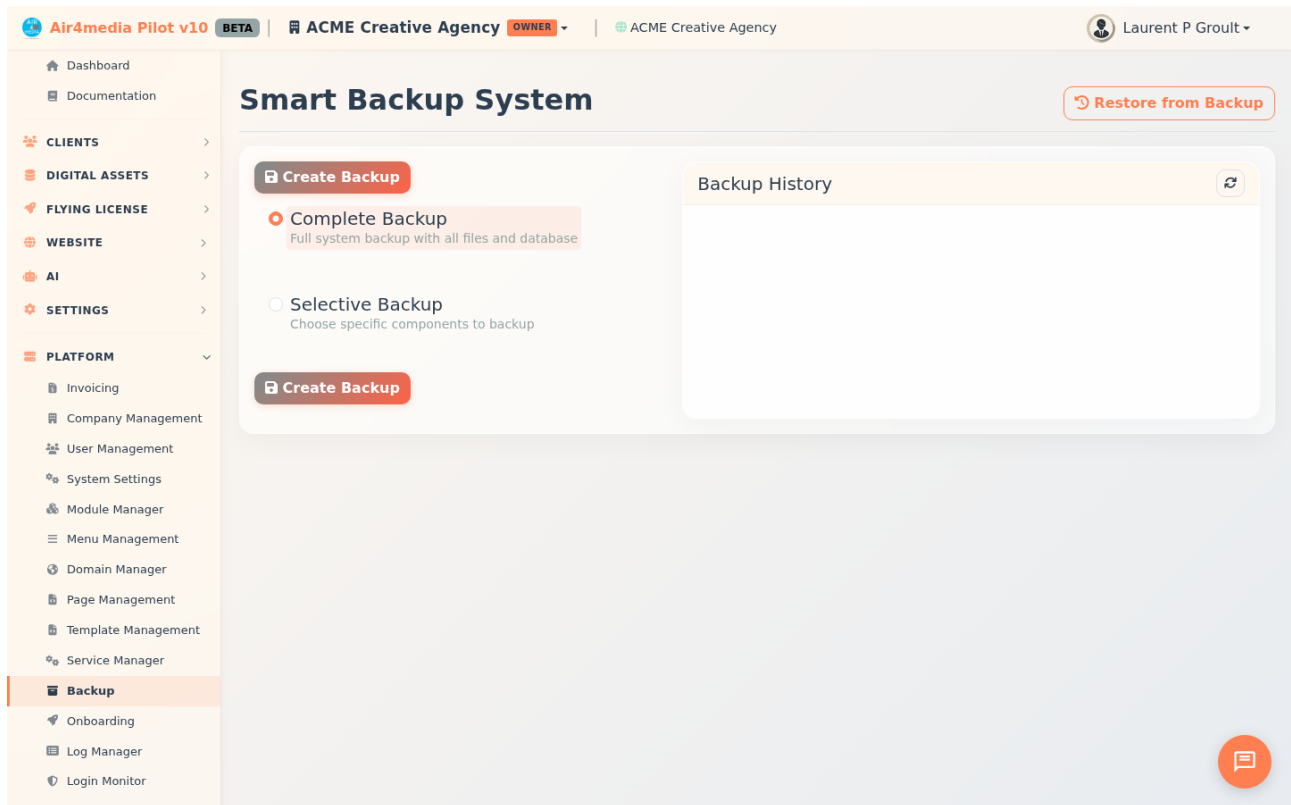 Air4media Pilot v10 BETA | ACME Creative Agency OWNER | ACME Creative Agency Laurent P Groult
Dashboard
Documentation
CLIENTS
DIGITAL ASSETS
FLYING LICENSE
WEBSITE
AI
SETTINGS
PLATFORM
Invoicing
Company Management
User Management
System Settings
Module Manager
Menu Management
Domain Manager
Page Management
Template Management
Service Manager
Backup
Onboarding
Log Manager
Login Monitor
Smart Backup System
Restore from Backup
Create Backup
Complete Backup
Full system backup with all files and database
Selective Backup
Choose specific components to backup
Create Backup
Backup History